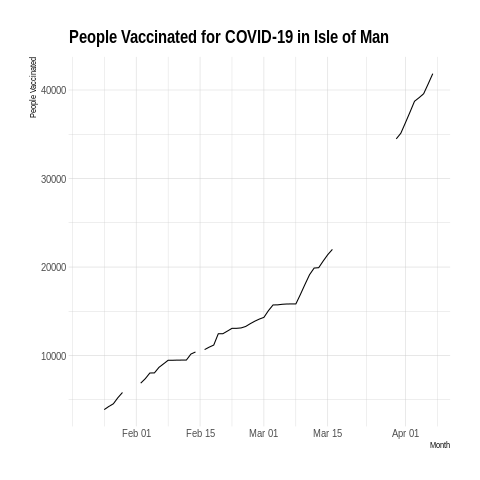 People Vaccinated for COVID-19 in Isle of Man
People Vaccinated
40000
30000
20000
10000
Feb 01 Feb 15 Mar 01 Mar 15 Apr 01
Month